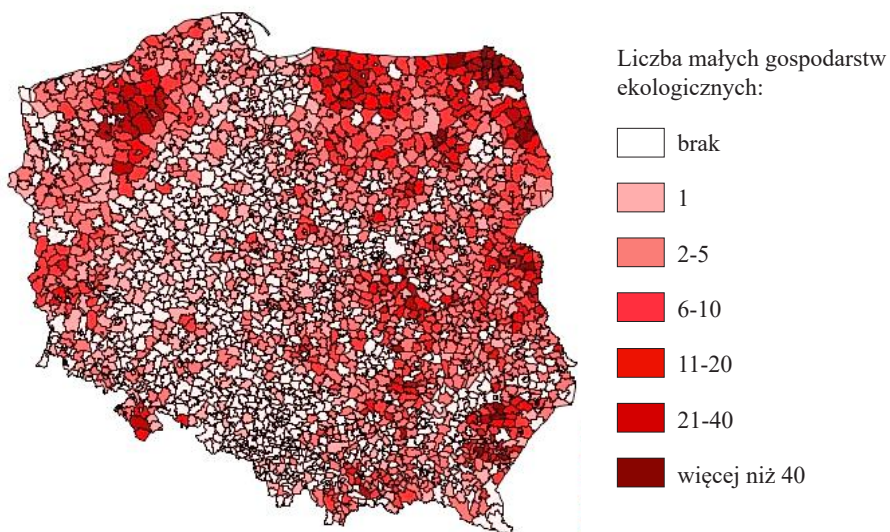 Liczba małych gospodarstw
ekologicznych:
brak
1
2-5
6-10
11-20
21-40
więcej niż 40